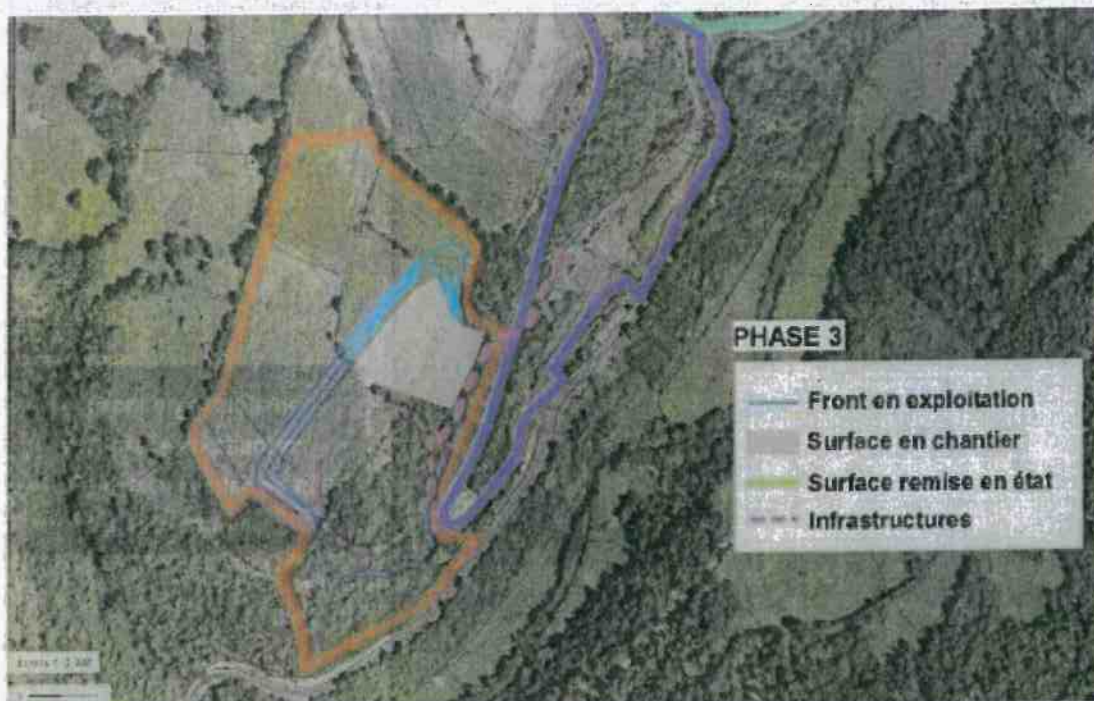 PHASE 3
Front en exploitation
Surface en chantier
Surface remise en état
Infrastructures